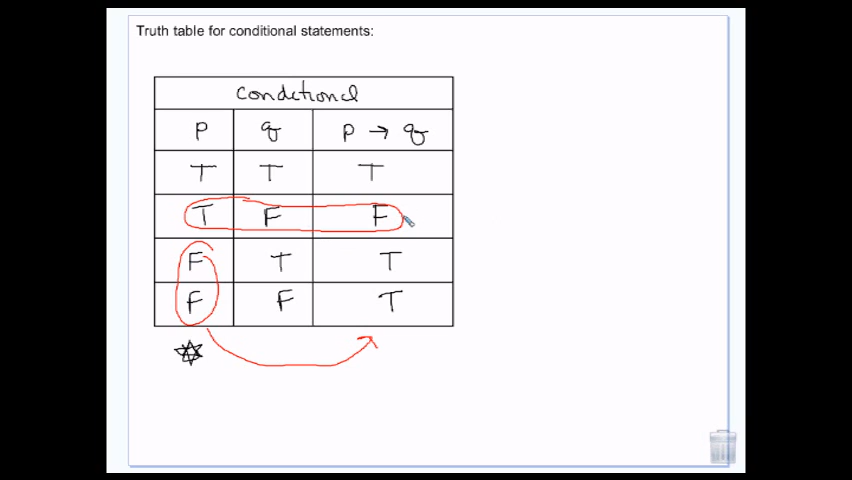 Truth table for conditional statements:
conditional
p q p → q
T T T
T F F
F T T
F F T